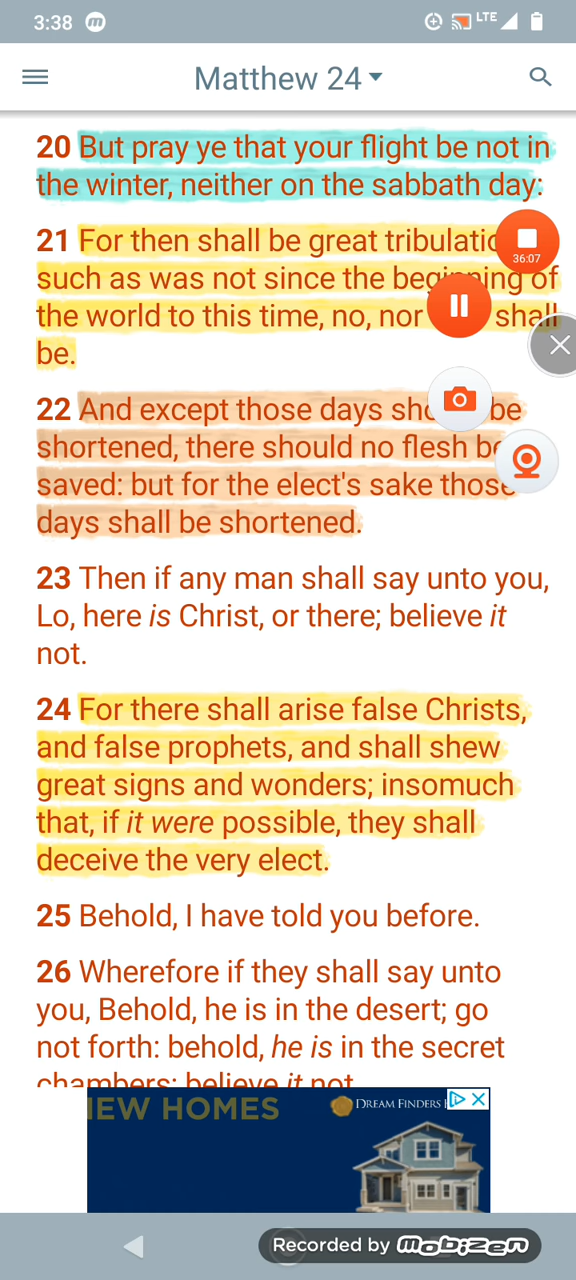 3:38 m LTE
Matthew 24
20 But pray ye that your flight be not in
the winter, neither on the sabbath day:
21 For then shall be great tribulatio
36:07
such as was not since the beginning of
the world to this time, no, nor shall
be.
22 And except those days sho be
shortened, there should no flesh be
saved: but for the elect's sake those
days shall be shortened.
23 Then if any man shall say unto you,
Lo, here is Christ, or there; believe it
not.
24 For there shall arise false Christs,
and false prophets, and shall shew
great signs and wonders; insomuch
that, if it were possible, they shall
deceive the very elect.
25 Behold, I have told you before.
26 Wherefore if they shall say unto
you, Behold, he is in the desert; go
not forth: behold, he is in the secret
chambers; believe it not
NEW HOMES
DREAM FINDERS
Recorded by mobizen